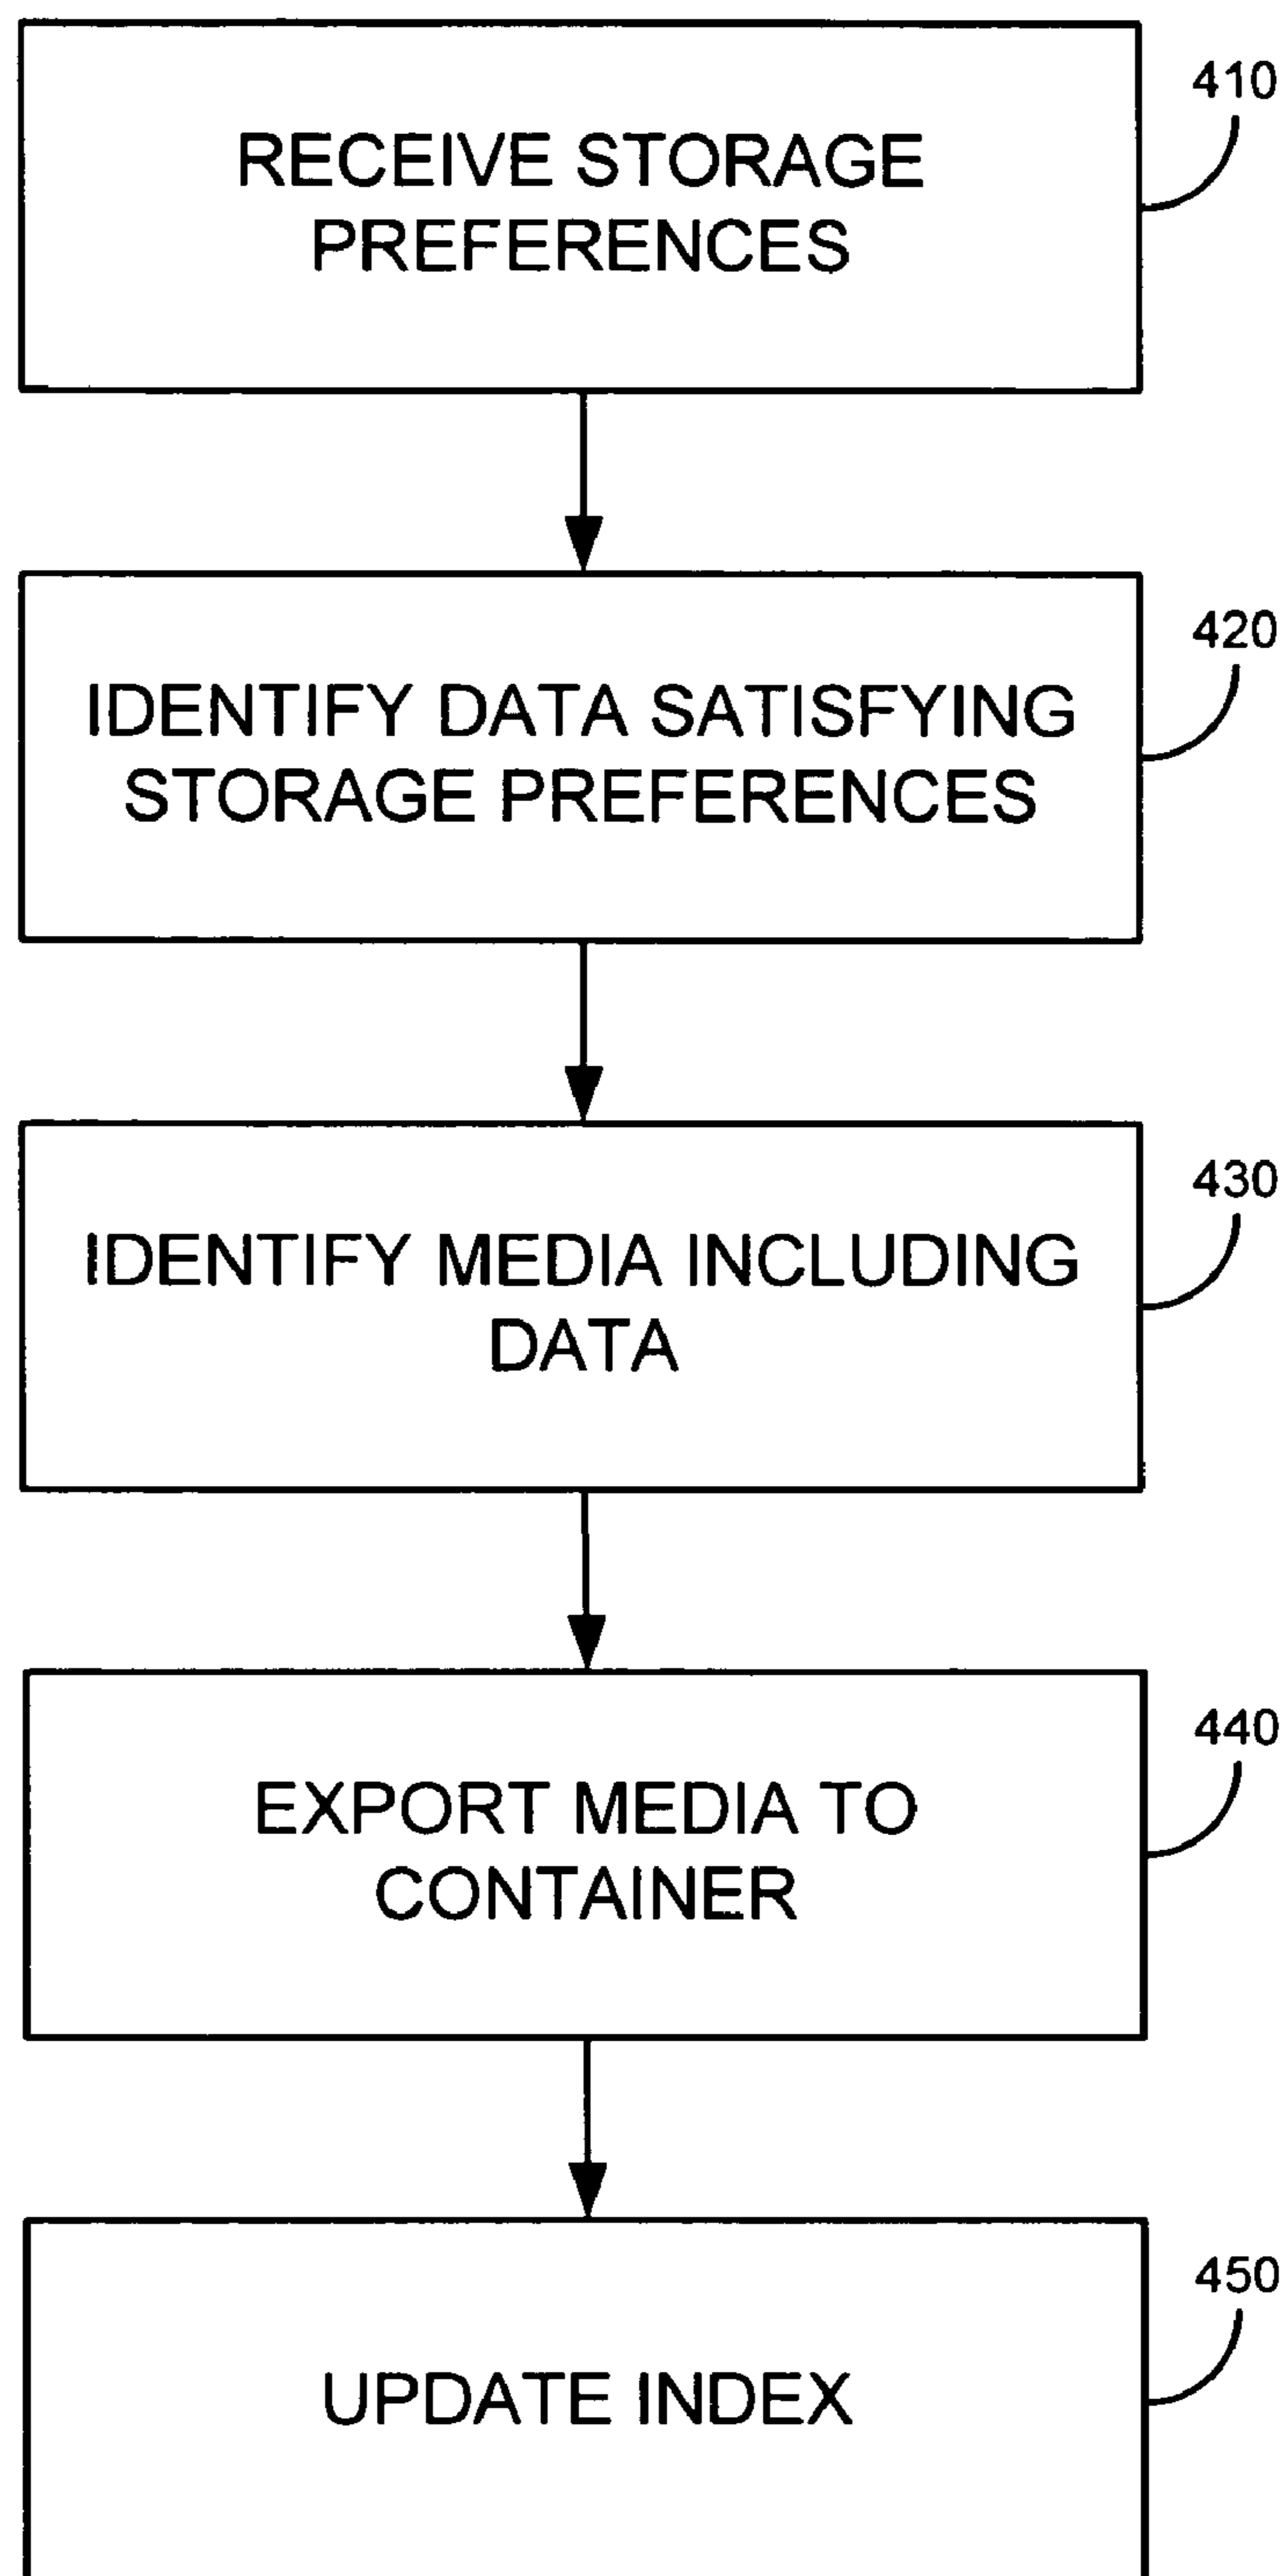 410
RECEIVE STORAGE
PREFERENCES
420
IDENTIFY DATA SATISFYING
STORAGE PREFERENCES
430
IDENTIFY MEDIA INCLUDING
DATA
440
EXPORT MEDIA TO
CONTAINER
450
UPDATE INDEX